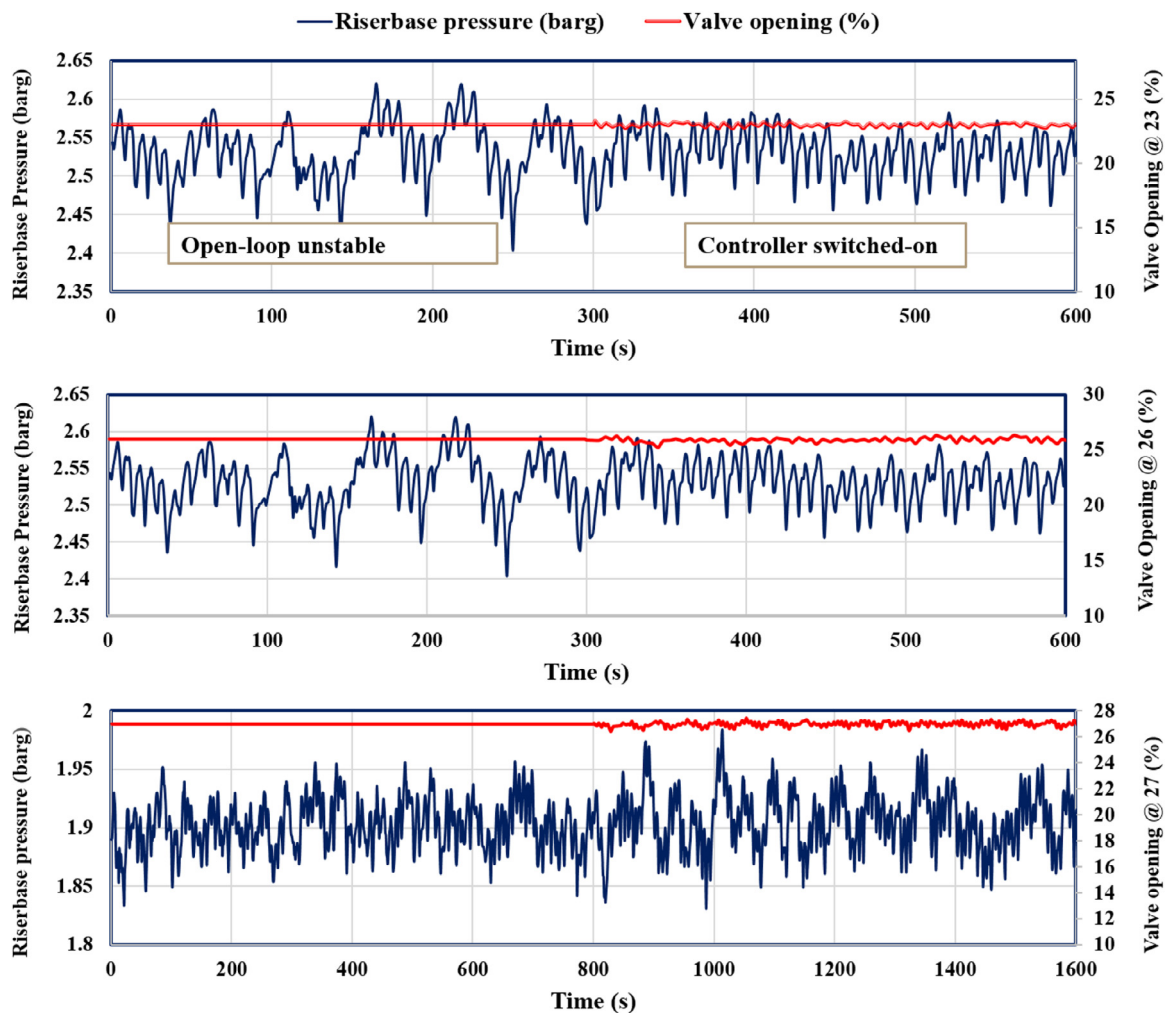 Riserbase pressure (barg) Valve opening (%)
2.65
2.6
2.55
2.5
2.45
2.4
2.35
Riserbase Pressure (barg)
Open-loop unstable
Controller switched-on
25
20
15
10
Valve Opening @ 23 (%)
0 100 200 300 400 500 600
Time (s)
2.65
2.6
2.55
2.5
2.45
2.4
2.35
Riserbase Pressure (barg)
30
25
20
15
10
Valve Opening @ 26 (%)
0 100 200 300 400 500 600
Time (s)
2
1.95
1.9
1.85
1.8
Riserbase pressure (barg)
28
26
24
22
20
18
16
14
12
10
Valve opening @ 27 (%)
0 200 400 600 800 1000 1200 1400 1600
Time (s)